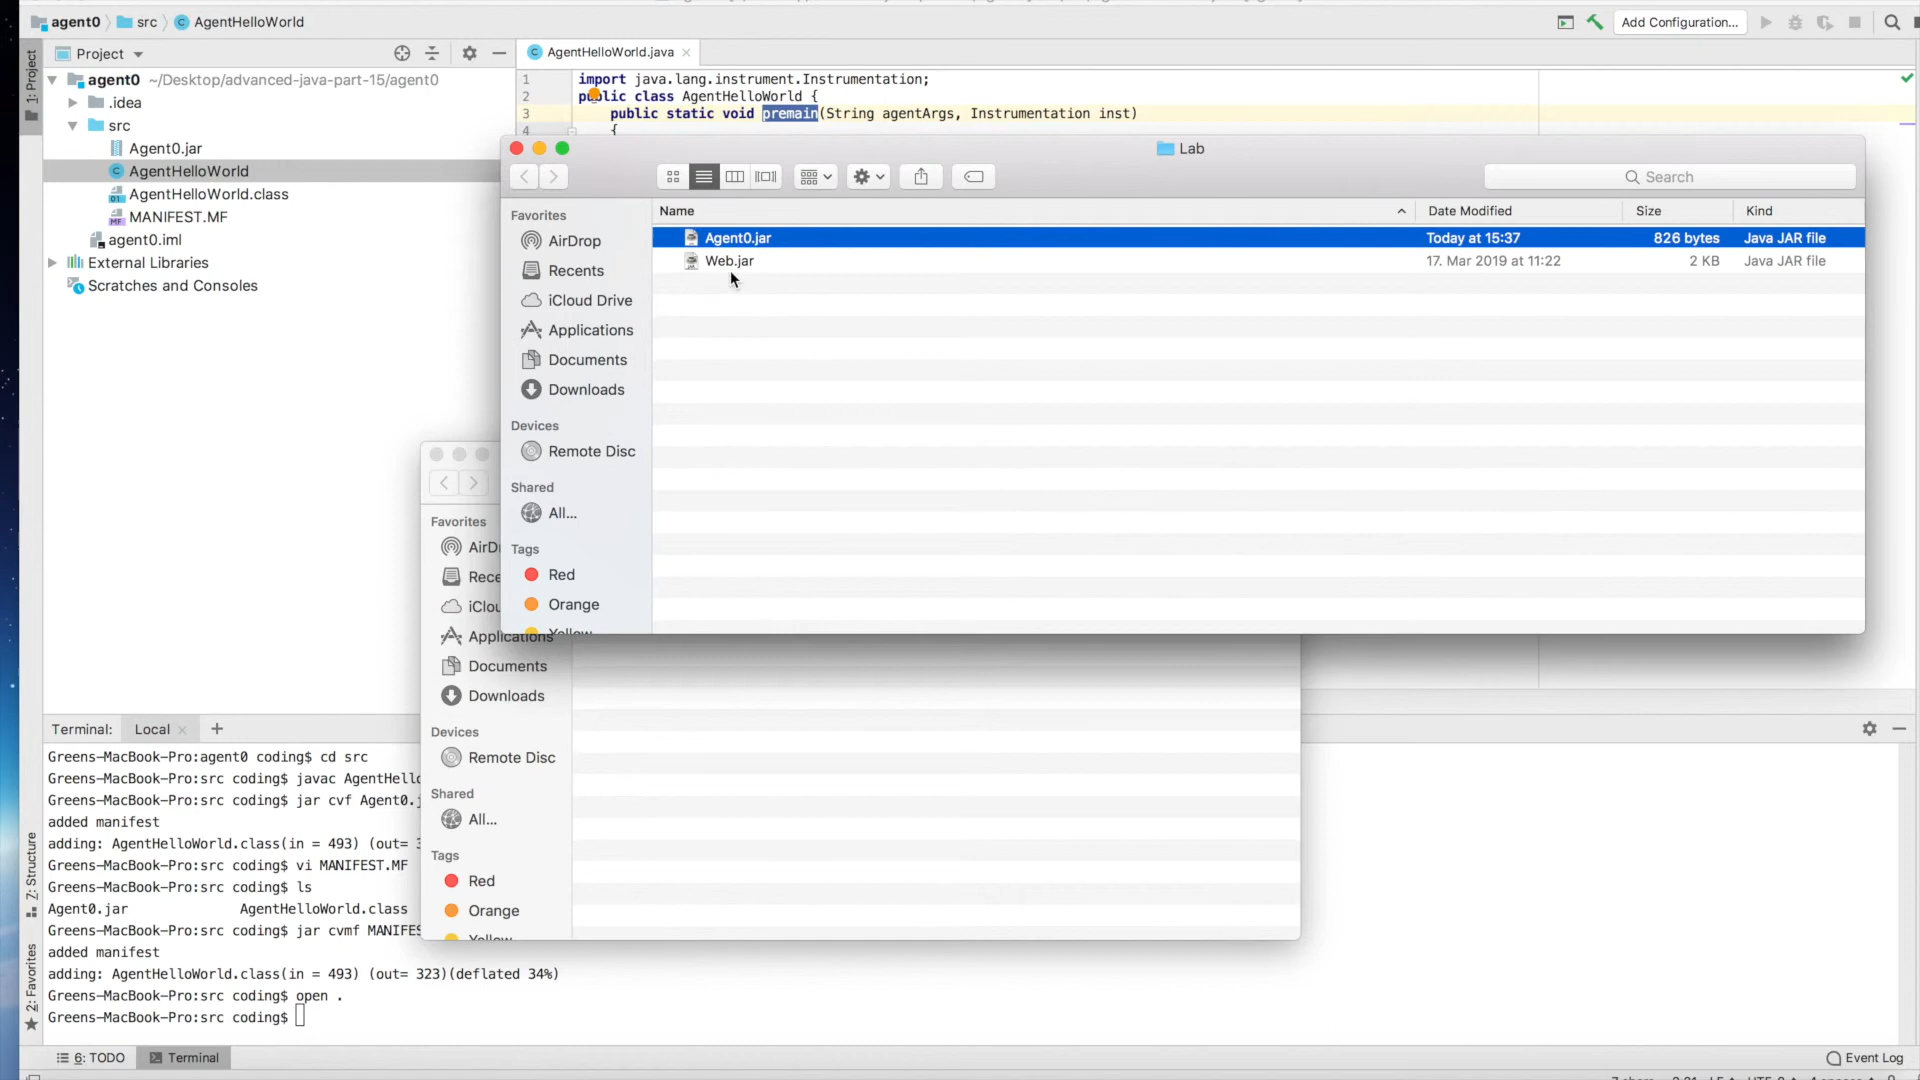 agent0 src AgentHelloWorld
Add Configuration...
1: Project
Project
agent0 ~/Desktop/advanced-java-part-15/agent0
.idea
src
Agent0.jar
AgentHelloWorld
AgentHelloWorld.class
MANIFEST.MF
agent0.iml
External Libraries
Scratches and Consoles
AgentHelloWorld.java
1 import java.lang.instrument.Instrumentation;
2 public class AgentHelloWorld {
3 public static void premain(String agentArgs, Instrumentation inst)
4 {
Lab
Search
Favorites
AirDrop
Recents
iCloud Drive
Applications
Documents
Downloads
Devices
Remote Disc
Shared
All...
Tags
Red
Orange
Yellow
Name Date Modified Size Kind
Agent0.jar Today at 15:37 826 bytes Java JAR file
Web.jar 17. Mar 2019 at 11:22 2 KB Java JAR file
Favorites
AirD
Rece
iClou
Applications
Documents
Downloads
Devices
Remote Disc
Shared
All...
Tags
Red
Orange
Yellow
Terminal: Local
Greens-MacBook-Pro:agent0 coding$ cd src
Greens-MacBook-Pro:src coding$ javac AgentHello
Greens-MacBook-Pro:src coding$ jar cvf Agent0.j
added manifest
adding: AgentHelloWorld.class(in = 493) (out= 3
Greens-MacBook-Pro:src coding$ vi MANIFEST.MF
Greens-MacBook-Pro:src coding$ ls
Agent0.jar AgentHelloWorld.class
Greens-MacBook-Pro:src coding$ jar cvmf MANIFES
added manifest
adding: AgentHelloWorld.class(in = 493) (out= 323)(deflated 34%)
Greens-MacBook-Pro:src coding$ open .
Greens-MacBook-Pro:src coding$
Z: Structure
2: Favorites
6: TODO Terminal
Event Log